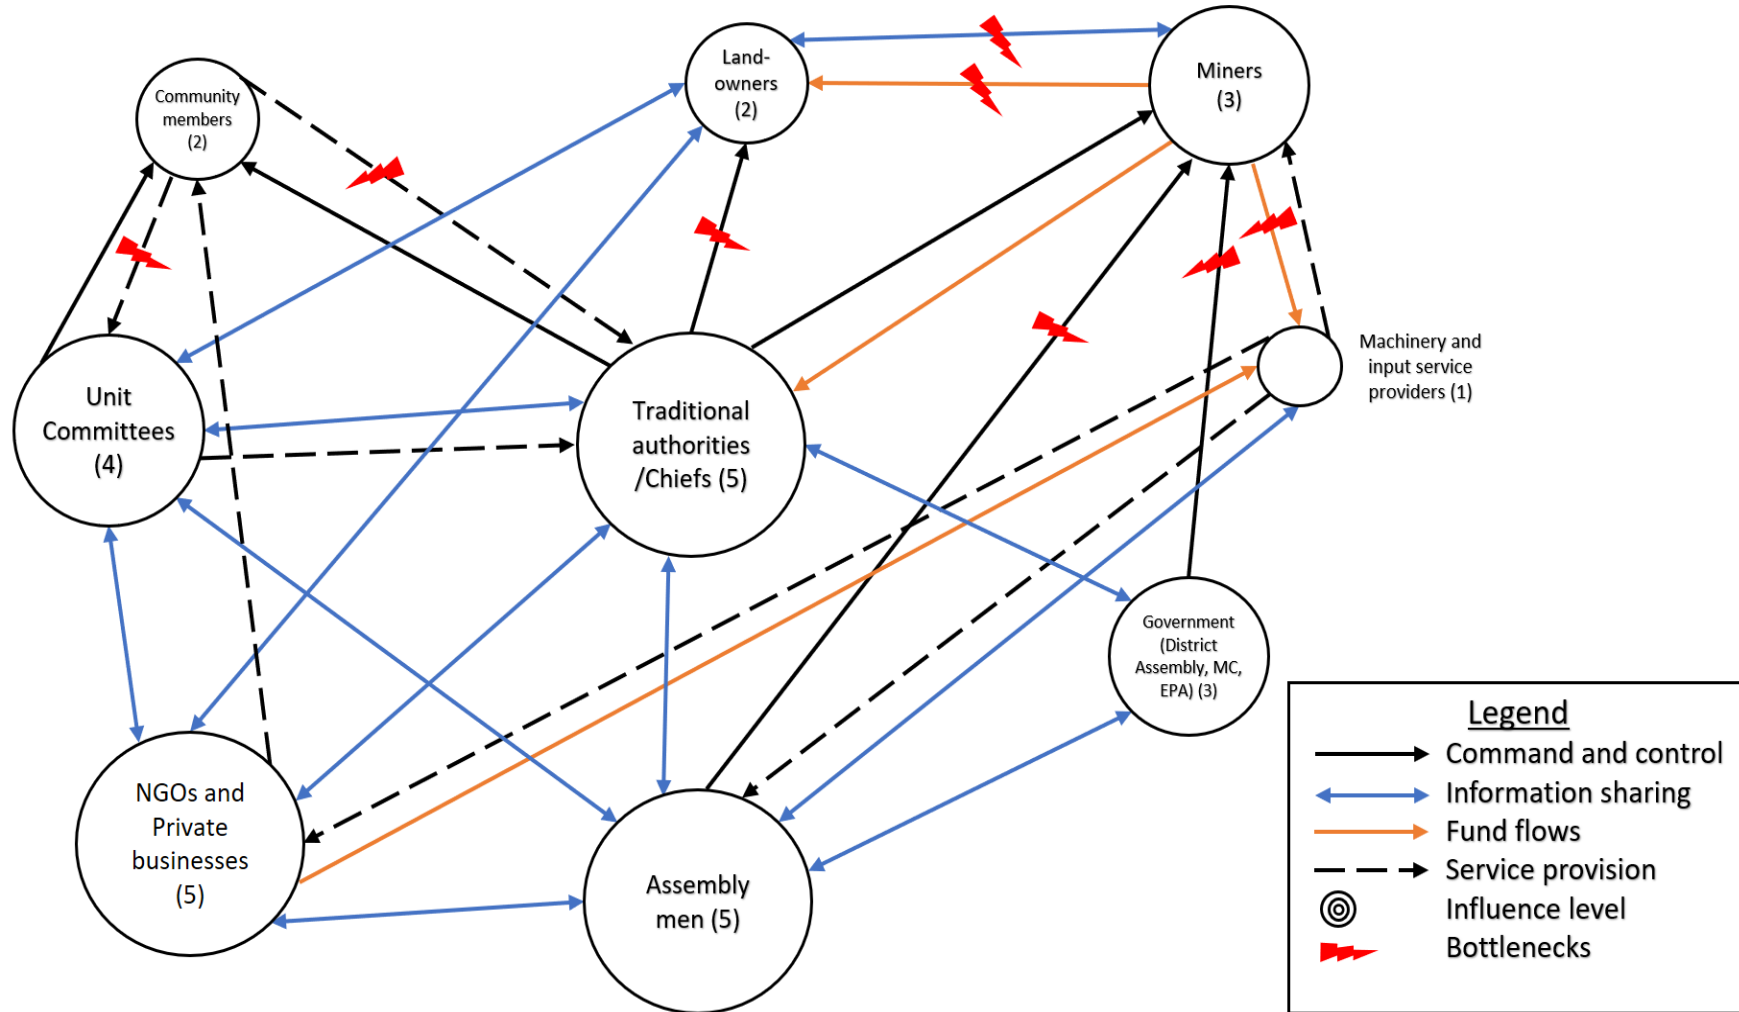 Community
members
(2)
Land-
owners
(2)
Miners
(3)
Unit
Committees
(4)
Traditional
authorities
/Chiefs (5)
Machinery and
input service
providers (1)
Government
(District
Assembly, MC,
EPA) (3)
NGOs and
Private
businesses
(5)
Assembly
men (5)
Legend
Command and control
Information sharing
Fund flows
Service provision
Influence level
Bottlenecks